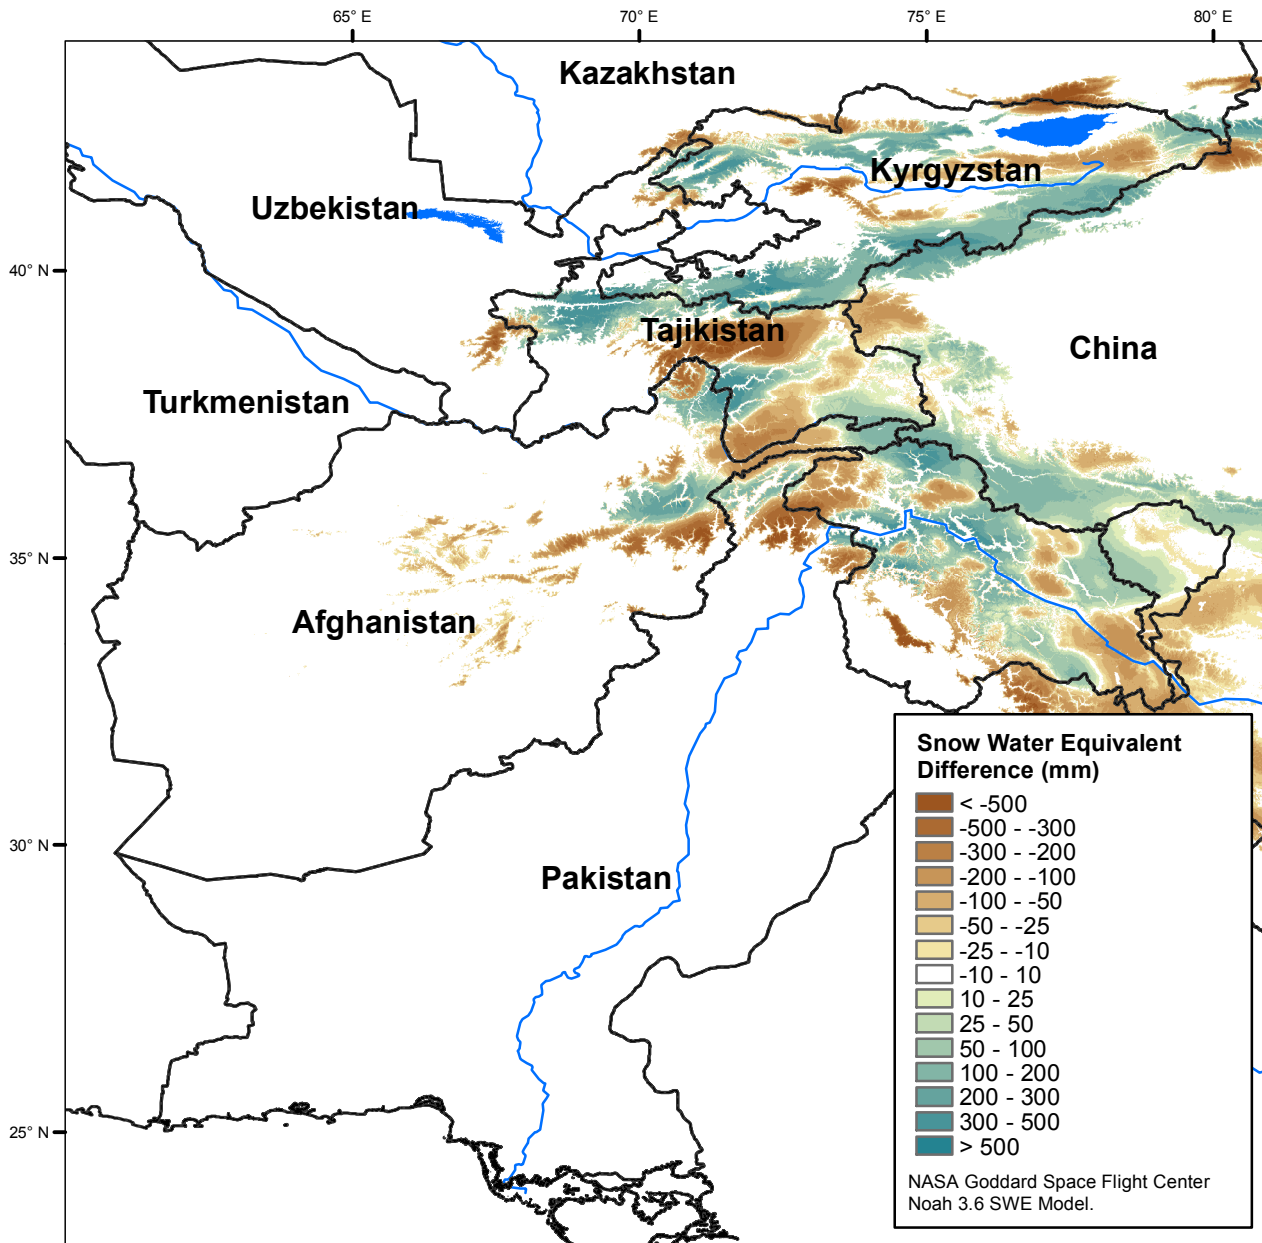 65° E
70° E
75° E
80° E
Kazakhstan
Kyrgyzstan
Uzbekistan
40° N
Tajikistan
China
Turkmenistan
35° N
Afghanistan
Snow Water Equivalent
Difference (mm)
< -500
-500 - -300
-300 - -200
-200 - -100
-100 - -50
-50 - -25
-25 - -10
-10 - 10
10 - 25
25 - 50
50 - 100
100 - 200
200 - 300
300 - 500
> 500
NASA Goddard Space Flight Center
Noah 3.6 SWE Model.
30° N
Pakistan
25° N